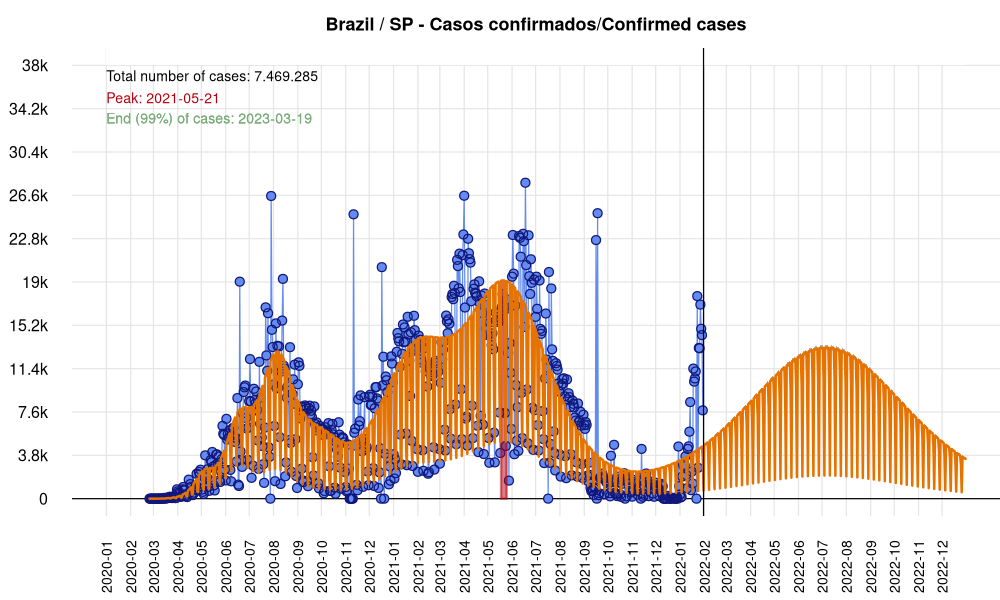 Brazil / SP - Casos confirmados/Confirmed cases
38k
34.2k
30.4k
26.6k
22.8k
19k
15.2k
11.4k
7.6k
3.8k
0
Total number of cases: 7.469.285
Peak: 2021-05-21
End (99%) of cases: 2023-03-19
2020-01
2020-02
2020-03
2020-04
2020-05
2020-06
2020-07
2020-08
2020-09
2020-10
2020-11
2020-12
2021-01
2021-02
2021-03
2021-04
2021-05
2021-06
2021-07
2021-08
2021-09
2021-10
2021-11
2021-12
2022-01
2022-02
2022-03
2022-04
2022-05
2022-06
2022-07
2022-08
2022-09
2022-10
2022-11
2022-12